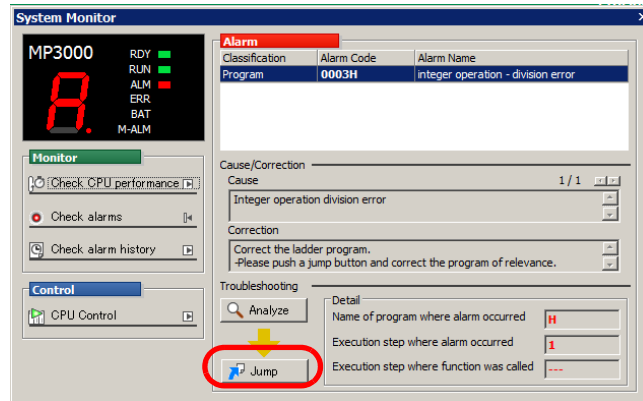 System Monitor
MP3000
RDY
RUN
ALM
ERR
BAT
M-ALM
Monitor
Check CPU performance
Check alarms
Check alarm history
Control
CPU Control
Alarm
Classification Alarm Code Alarm Name
Program 0003H integer operation - division error
Cause/Correction
Cause 1 / 1
Integer operation division error
Correction
Correct the ladder program.
-Please push a jump button and correct the program of relevance.
Troubleshooting
Analyze
Jump
Detail
Name of program where alarm occurred H
Execution step where alarm occurred 1
Execution step where function was called ---